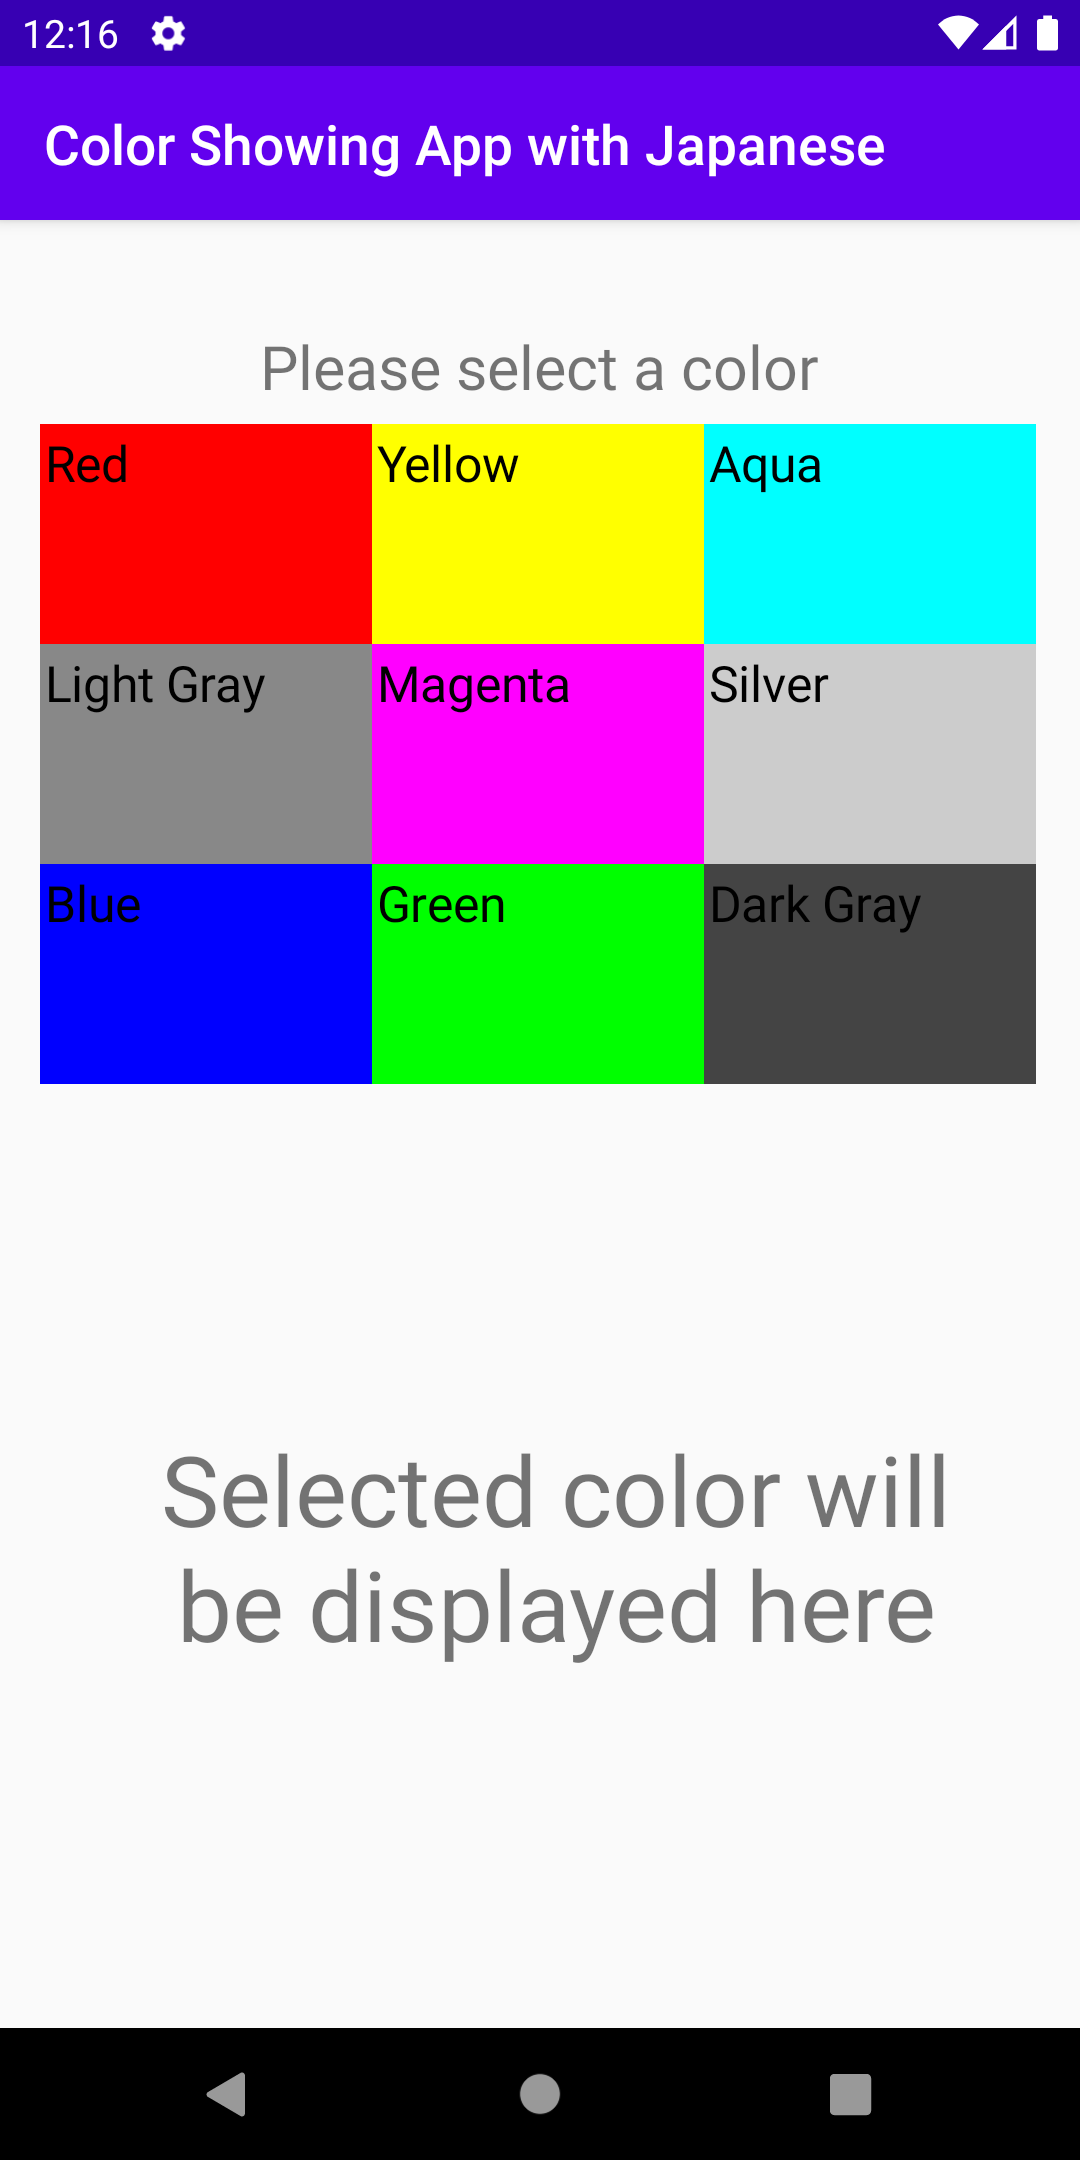 12:16
Color Showing App with Japanese
Please select a color
Red Yellow Aqua
Light Gray Magenta Silver
Blue Green Dark Gray
Selected color will
be displayed here